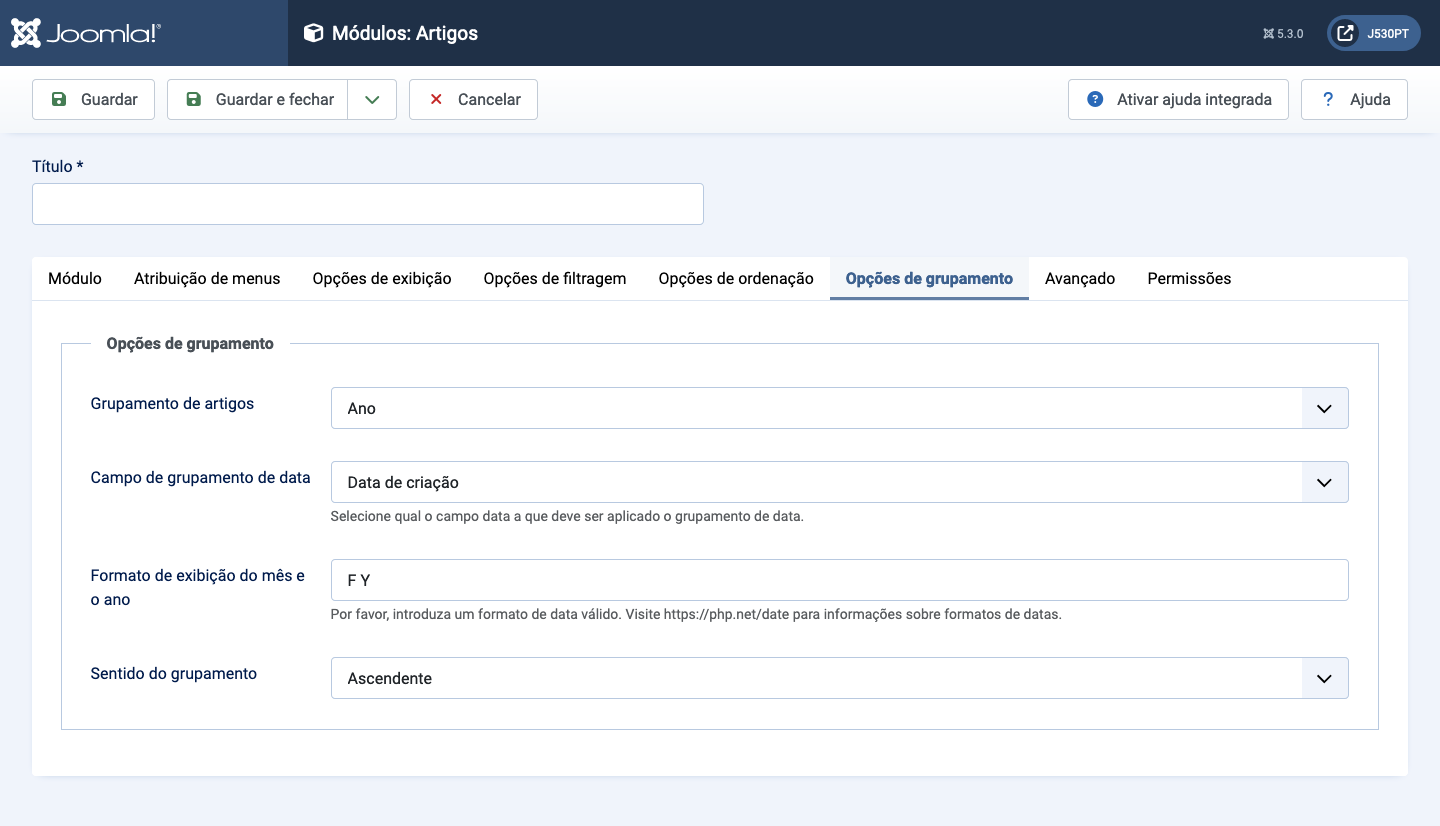 Joomla!®
Módulos: Artigos
5.3.0
J530PT
Guardar
Guardar e fechar
Cancelar
Ativar ajuda integrada
? Ajuda
Título *
Módulo
Atribuição de menus
Opções de exibição
Opções de filtragem
Opções de ordenação
Opções de grupamento
Avançado
Permissões
Opções de grupamento
Grupamento de artigos
Ano
Campo de grupamento de data
Data de criação
Selecione qual o campo data a que deve ser aplicado o grupamento de data.
Formato de exibição do mês e
o ano
F Y
Por favor, introduza um formato de data válido. Visite https://php.net/date para informações sobre formatos de datas.
Sentido do grupamento
Ascendente